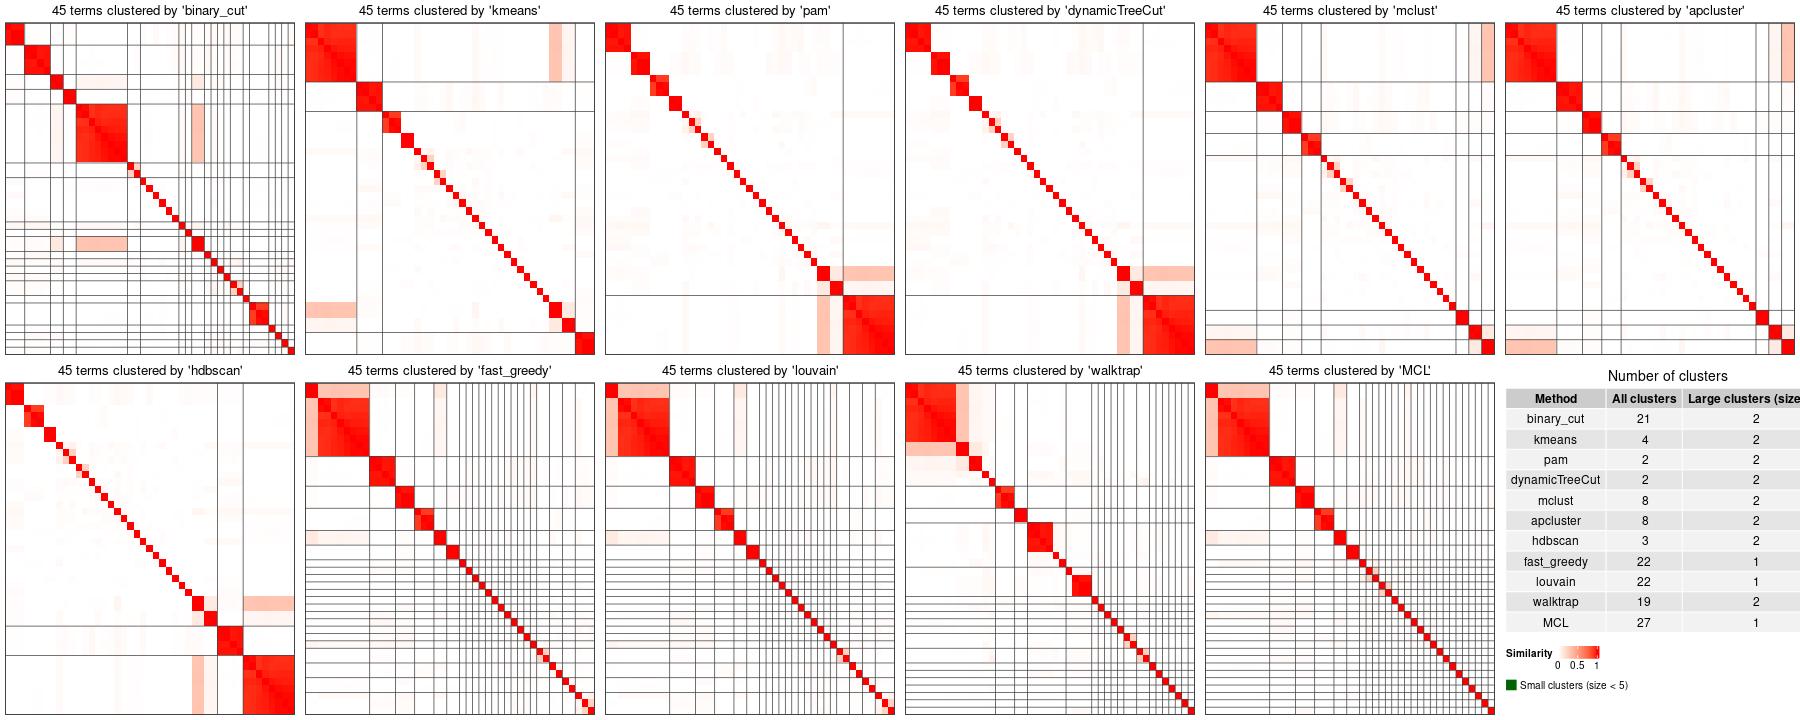 45 terms clustered by 'binary_cut'
45 terms clustered by 'kmeans'
45 terms clustered by 'pam'
45 terms clustered by 'dynamicTreeCut'
45 terms clustered by 'mclust'
45 terms clustered by 'apcluster'
45 terms clustered by 'hdbscan'
45 terms clustered by 'fast_greedy'
45 terms clustered by 'louvain'
45 terms clustered by 'walktrap'
45 terms clustered by 'MCL'
Number of clusters
Method All clusters Large clusters (size
binary_cut 21 2
kmeans 4 2
pam 2 2
dynamicTreeCut 2 2
mclust 8 2
apcluster 8 2
hdbscan 3 2
fast_greedy 22 1
louvain 22 1
walktrap 19 2
MCL 27 1
Similarity
0 0.5 1
Small clusters (size < 5)